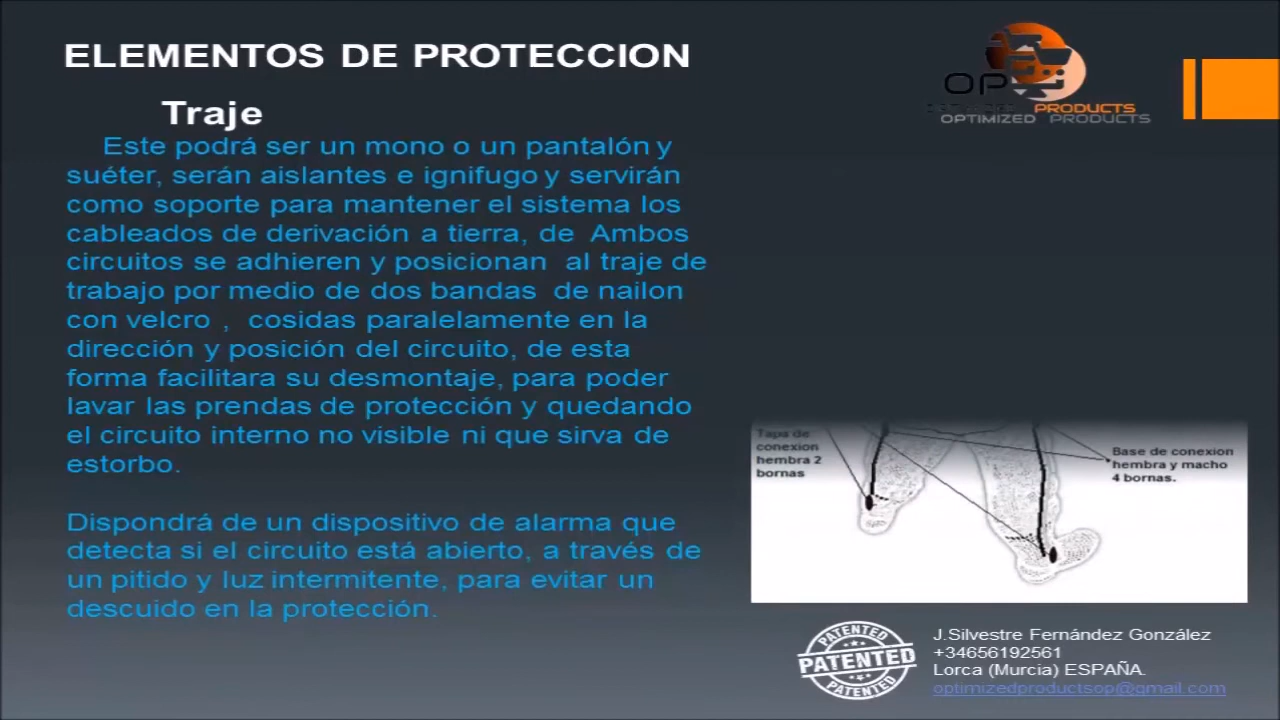 ELEMENTOS DE PROTECCION
Traje
Este podrá ser un mono o un pantalón y
suéter, serán aislantes e ignifugo y servirán
como soporte para mantener el sistema los
cableados de derivación a tierra, de Ambos
circuitos se adhieren y posicionan al traje de
trabajo por medio de dos bandas de nailon
con velcro , cosidas paralelamente en la
dirección y posición del circuito, de esta
forma facilitara su desmontaje, para poder
lavar las prendas de protección y quedando
el circuito interno no visible ni que sirva de
estorbo.
Dispondrá de un dispositivo de alarma que
detecta si el circuito está abierto, a través de
un pitido y luz intermitente, para evitar un
descuido en la protección.
OP
PRODUCTS
OPTIMIZED PRODUCTS
Tapa de
conexion
hembra 2
bornas
Base de conexion
hembra y macho
4 bornas.
PATENTED
PATENTED
PATENTED
J.Silvestre Fernández González
+34656192561
Lorca (Murcia) ESPAÑA.
optimizedproductsop@gmail.com